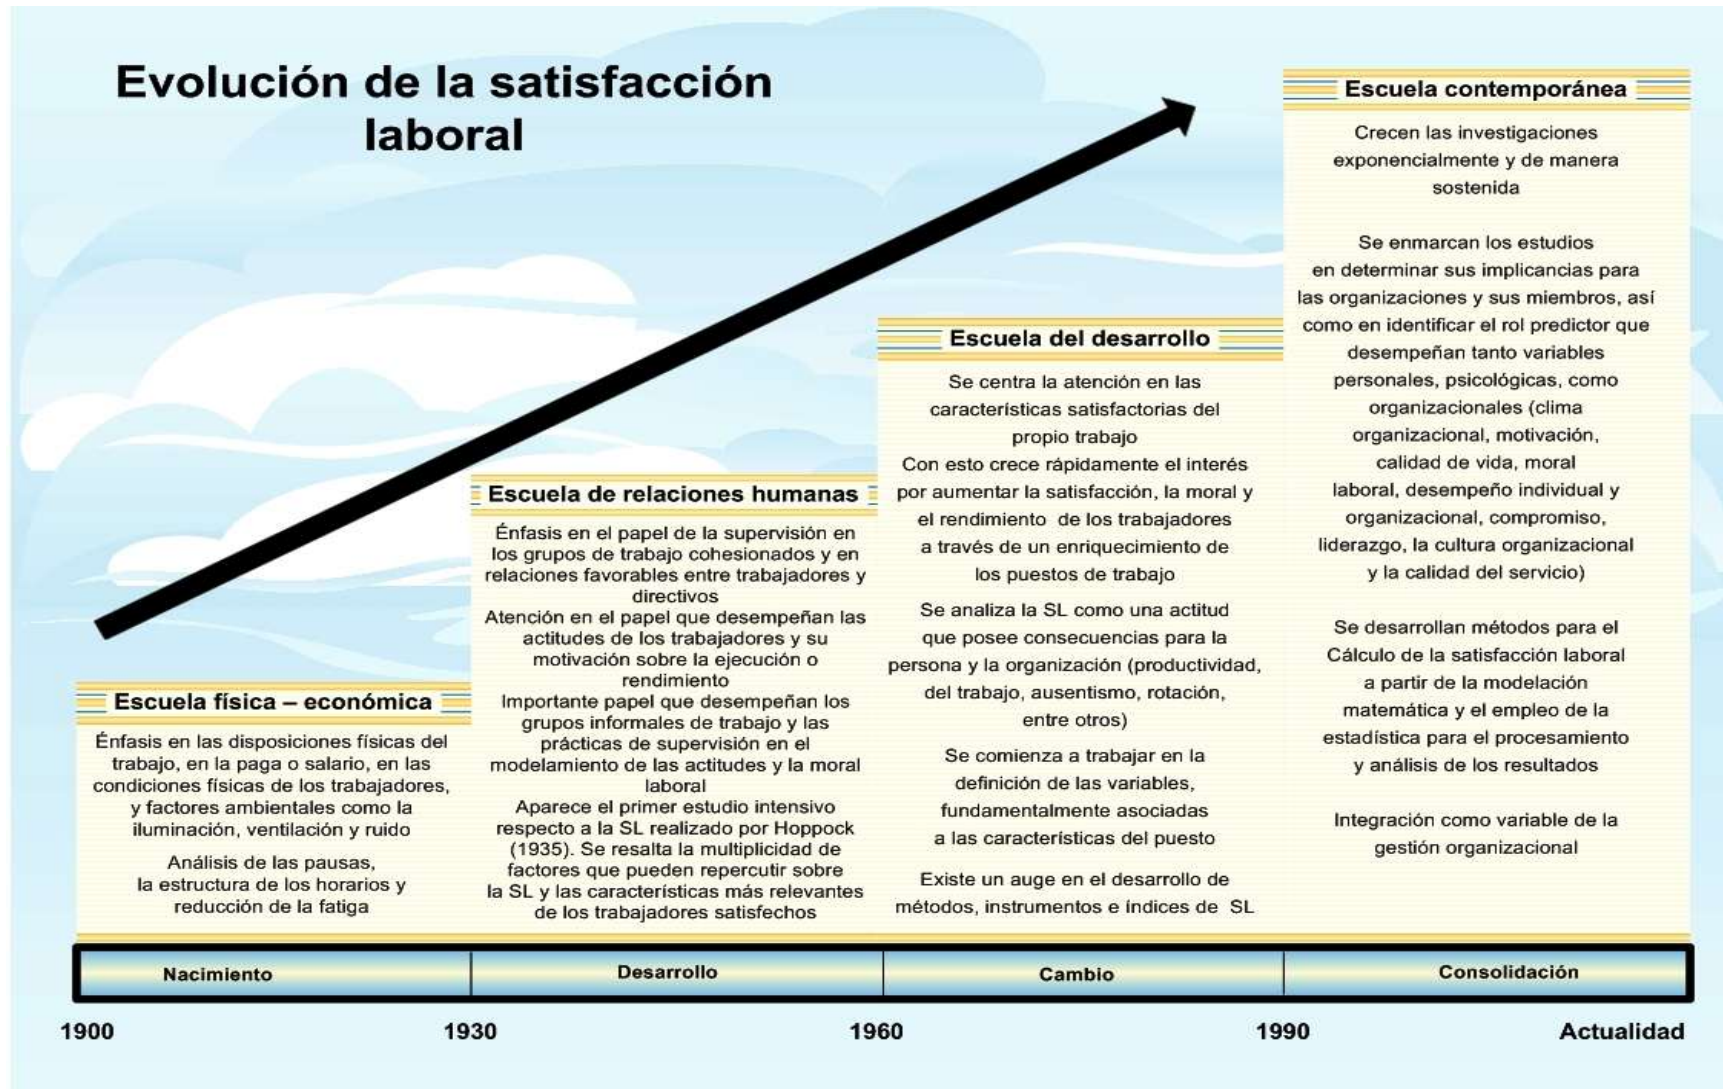 Evolución de la satisfacción
laboral
Escuela física – económica
Énfasis en las disposiciones físicas del
trabajo, en la paga o salario, en las
condiciones físicas de los trabajadores,
y factores ambientales como la
iluminación, ventilación y ruido
Análisis de las pausas,
la estructura de los horarios y
reducción de la fatiga
Escuela de relaciones humanas
Énfasis en el papel de la supervisión en
los grupos de trabajo cohesionados y en
relaciones favorables entre trabajadores y
directivos
Atención en el papel que desempeñan las
actitudes de los trabajadores y su
motivación sobre la ejecución o
rendimiento
Importante papel que desempeñan los
grupos informales de trabajo y las
prácticas de supervisión en el
modelamiento de las actitudes y la moral
laboral
Aparece el primer estudio intensivo
respecto a la SL realizado por Hoppock
(1935). Se resalta la multiplicidad de
factores que pueden repercutir sobre
la SL y las características más relevantes
de los trabajadores satisfechos
Escuela del desarrollo
Se centra la atención en las
características satisfactorias del
propio trabajo
Con esto crece rápidamente el interés
por aumentar la satisfacción, la moral y
el rendimiento de los trabajadores
a través de un enriquecimiento de
los puestos de trabajo
Se analiza la SL como una actitud
que posee consecuencias para la
persona y la organización (productividad,
del trabajo, ausentismo, rotación,
entre otros)
Se comienza a trabajar en la
definición de las variables,
fundamentalmente asociadas
a las características del puesto
Existe un auge en el desarrollo de
métodos, instrumentos e índices de SL
Escuela contemporánea
Crecen las investigaciones
exponencialmente y de manera
sostenida
Se enmarcan los estudios
en determinar sus implicancias para
las organizaciones y sus miembros, así
como en identificar el rol predictor que
desempeñan tanto variables
personales, psicológicas, como
organizacionales (clima
organizacional, motivación,
calidad de vida, moral
laboral, desempeño individual y
organizacional, compromiso,
liderazgo, la cultura organizacional
y la calidad del servicio)
Se desarrollan métodos para el
Cálculo de la satisfacción laboral
a partir de la modelación
matemática y el empleo de la
estadística para el procesamiento
y análisis de los resultados
Integración como variable de la
gestión organizacional
Nacimiento
Desarrollo
Cambio
Consolidación
1900
1930
1960
1990
Actualidad